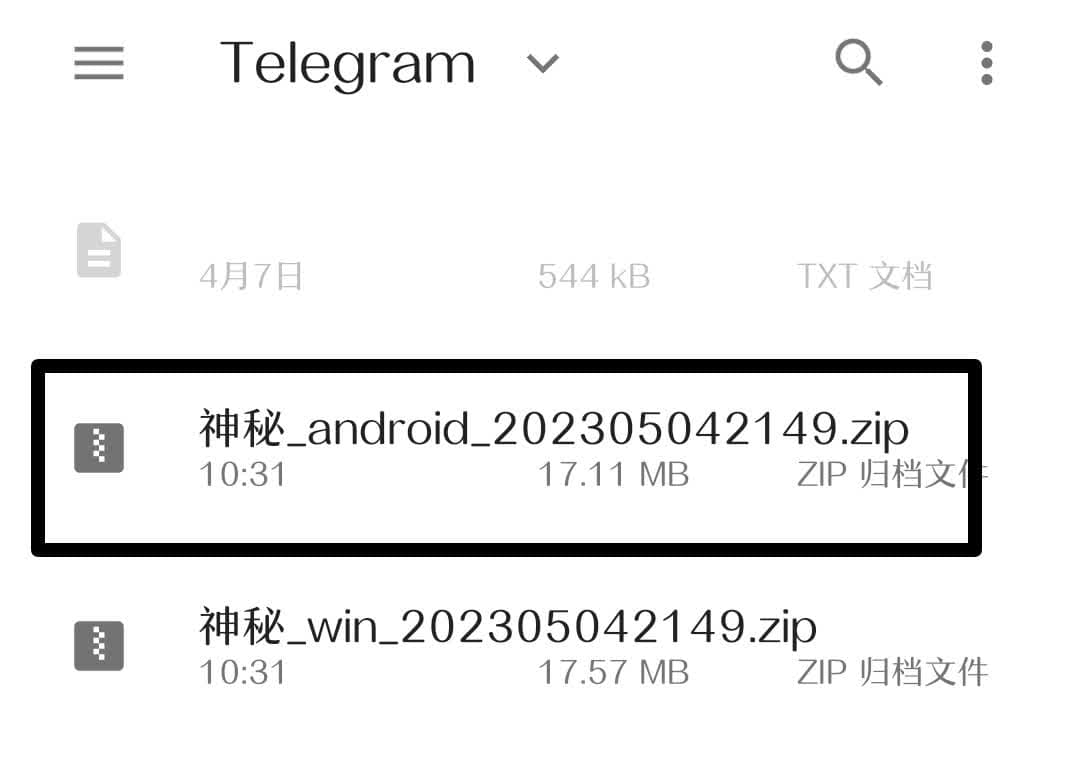 Telegram
4月7日 544 kB TXT 文档
神秘_android_202305042149.zip
10:31 17.11 MB ZIP 归档文件
神秘_win_202305042149.zip
10:31 17.57 MB ZIP 归档文件